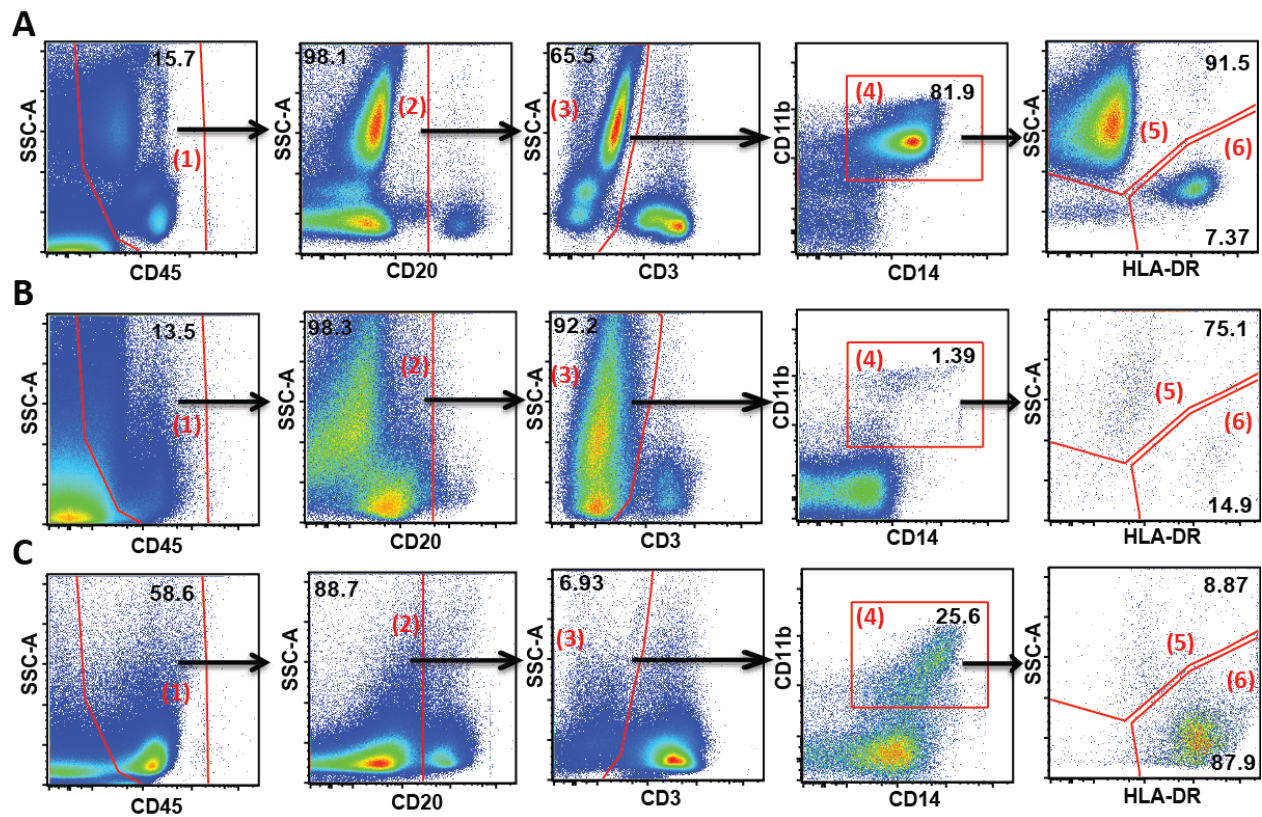 A
SSC-A
15.7
(1)
CD45
SSC-A
98.1
(2)
CD20
SSC-A
65.5
(3)
CD3
CD11b
(4)
81.9
CD14
SSC-A
91.5
(5)
(6)
7.37
HLA-DR
B
SSC-A
13.5
(1)
CD45
SSC-A
98.3
(2)
CD20
SSC-A
92.2
(3)
CD3
CD11b
(4)
1.39
CD14
SSC-A
75.1
(5)
(6)
14.9
HLA-DR
C
SSC-A
58.6
(1)
CD45
SSC-A
88.7
(2)
CD20
SSC-A
6.93
(3)
CD3
CD11b
(4)
25.6
CD14
SSC-A
8.87
(5)
(6)
87.9
HLA-DR